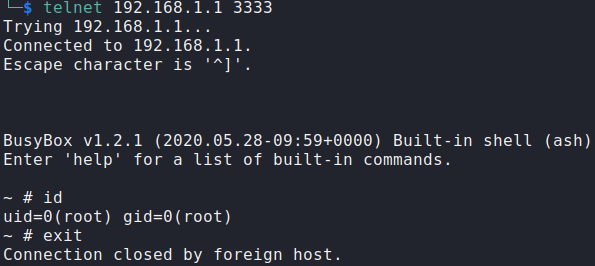 └─$ telnet 192.168.1.1 3333
Trying 192.168.1.1...
Connected to 192.168.1.1.
Escape character is '^]'.
BusyBox v1.2.1 (2020.05.28-09:59+0000) Built-in shell (ash)
Enter 'help' for a list of built-in commands.
~ # id
uid=0(root) gid=0(root)
~ # exit
Connection closed by foreign host.